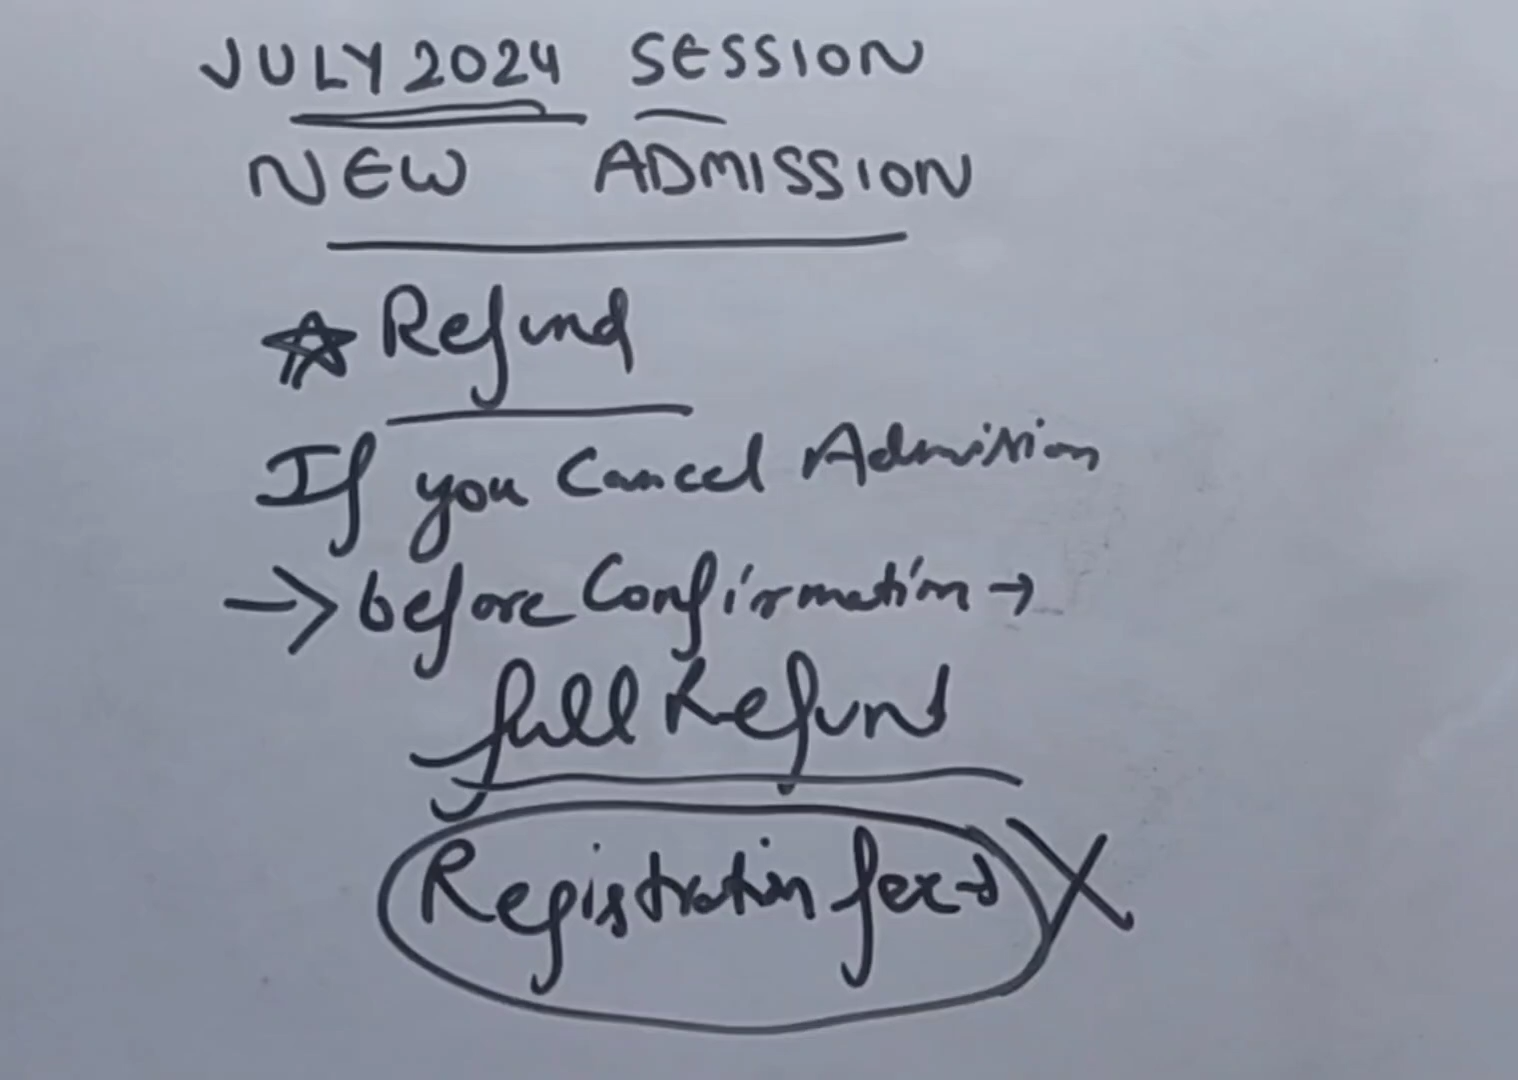 JULY 2024 SESSION
NEW ADMISSION
☆ Refund
If you Cancel Admission
→ before Confirmation →
full Refund
Registration fee → X